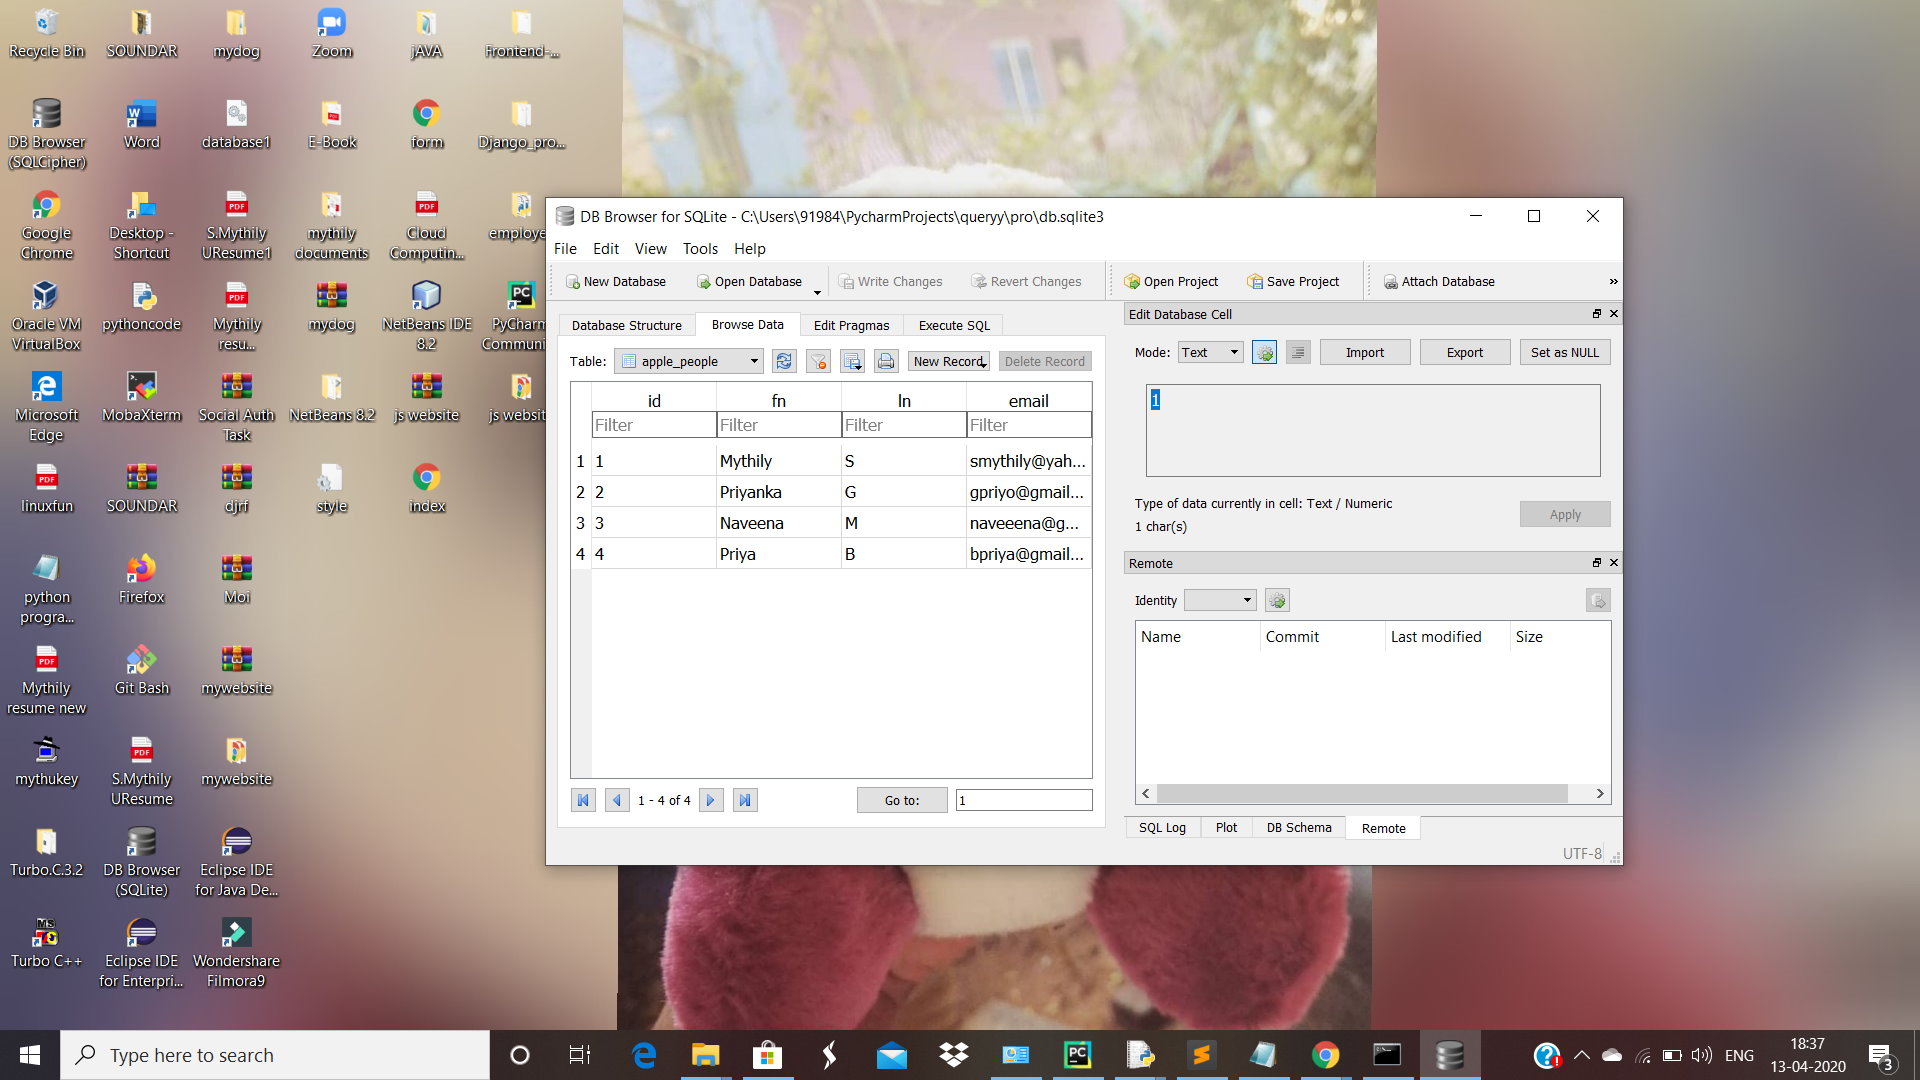 Recycle Bin
SOUNDAR
mydog
Zoom
jAVA
Frontend-...
DB Browser
(SQLCipher)
Word
database1
E-Book
form
Django_pro...
Google
Chrome
Desktop -
Shortcut
S.Mythily
UResume1
mythily
documents
Cloud
Computin...
employe
Oracle VM
VirtualBox
pythoncode
Mythily
resu...
mydog
NetBeans IDE
8.2
PyCharm
Commun
Microsoft
Edge
MobaXterm
Social Auth
Task
NetBeans 8.2
js website
js websit
linuxfun
SOUNDAR
djrf
style
index
python
progra...
Firefox
Moi
Mythily
resume new
Git Bash
mywebsite
mythukey
S.Mythily
UResume
mywebsite
Turbo.C.3.2
DB Browser
(SQLite)
Eclipse IDE
for Java De...
Turbo C++
Eclipse IDE
for Enterpri...
Wondershare
Filmora9
DB Browser for SQLite - C:\Users\91984\PycharmProjects\queryy\pro\db.sqlite3
File Edit View Tools Help
New Database Open Database Write Changes Revert Changes Open Project Save Project Attach Database »
Database Structure Browse Data Edit Pragmas Execute SQL
Table: apple_people New Record Delete Record
id fn ln email
Filter Filter Filter Filter
1 1 Mythily S smythily@yah...
2 2 Priyanka G gpriyo@gmail...
3 3 Naveena M naveeena@g...
4 4 Priya B bpriya@gmail...
1 - 4 of 4 Go to: 1
Edit Database Cell
Mode: Text Import Export Set as NULL
1
Type of data currently in cell: Text / Numeric
1 char(s)
Apply
Remote
Identity
Name Commit Last modified Size
SQL Log Plot DB Schema Remote
UTF-8
Type here to search
ENG
18:37
13-04-2020
3